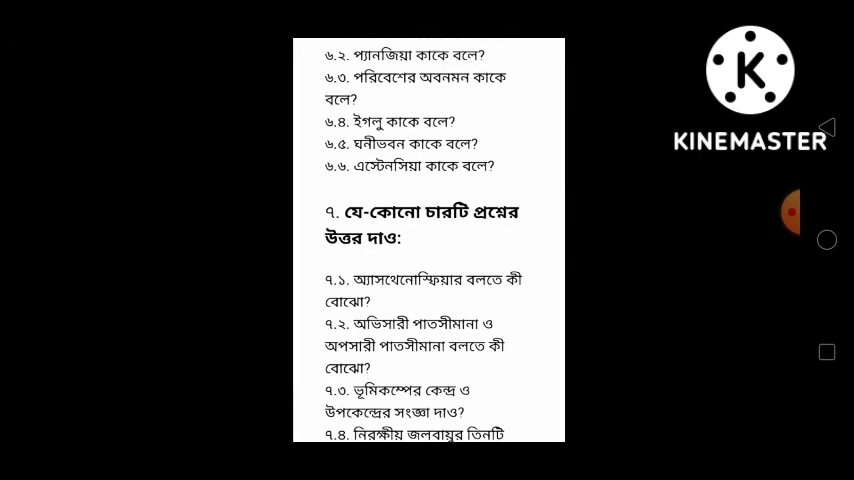 ৬.২. প্যানজিয়া কাকে বলে?
৬.৩. পরিবেশের অবনমন কাকে
বলে?
৬.৪. ইগলু কাকে বলে?
৬.৫. ঘনীভবন কাকে বলে?
৬.৬. এস্টেনসিয়া কাকে বলে?
৭. যে-কোনো চারটি প্রশ্নের
উত্তর দাও:
৭.১. অ্যাসথেনোস্ফিয়ার বলতে কী
বোঝো?
৭.২. অভিসারী পাতসীমানা ও
অপসারী পাতসীমানা বলতে কী
বোঝো?
৭.৩. ভূমিকম্পের কেন্দ্র ও
উপকেন্দ্রের সংজ্ঞা দাও?
৭.৪. নিরক্ষীয় জলবায়ুর তিনটি
K
KINEMASTER